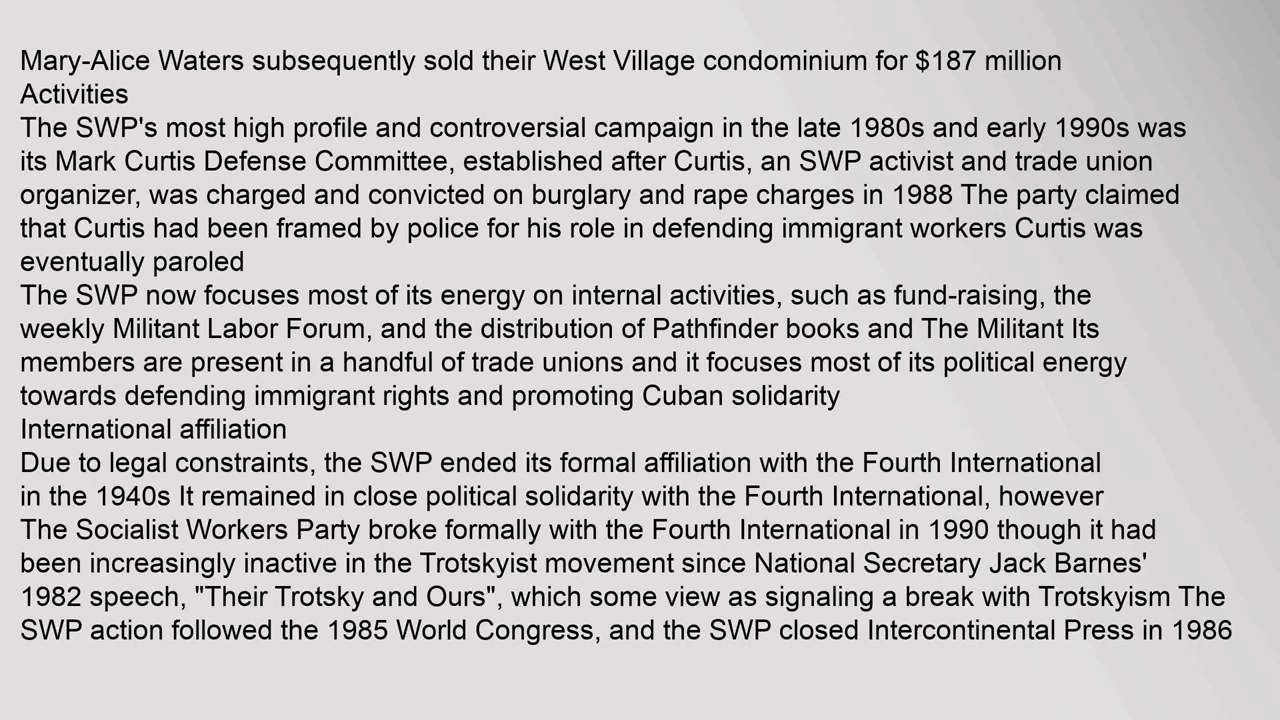 Mary-Alice Waters subsequently sold their West Village condominium for $187 million
Activities
The SWP's most high profile and controversial campaign in the late 1980s and early 1990s was
its Mark Curtis Defense Committee, established after Curtis, an SWP activist and trade union
organizer, was charged and convicted on burglary and rape charges in 1988 The party claimed
that Curtis had been framed by police for his role in defending immigrant workers Curtis was
eventually paroled
The SWP now focuses most of its energy on internal activities, such as fund-raising, the
weekly Militant Labor Forum, and the distribution of Pathfinder books and The Militant Its
members are present in a handful of trade unions and it focuses most of its political energy
towards defending immigrant rights and promoting Cuban solidarity
International affiliation
Due to legal constraints, the SWP ended its formal affiliation with the Fourth International
in the 1940s It remained in close political solidarity with the Fourth International, however
The Socialist Workers Party broke formally with the Fourth International in 1990 though it had
been increasingly inactive in the Trotskyist movement since National Secretary Jack Barnes'
1982 speech, "Their Trotsky and Ours", which some view as signaling a break with Trotskyism The
SWP action followed the 1985 World Congress, and the SWP closed Intercontinental Press in 1986